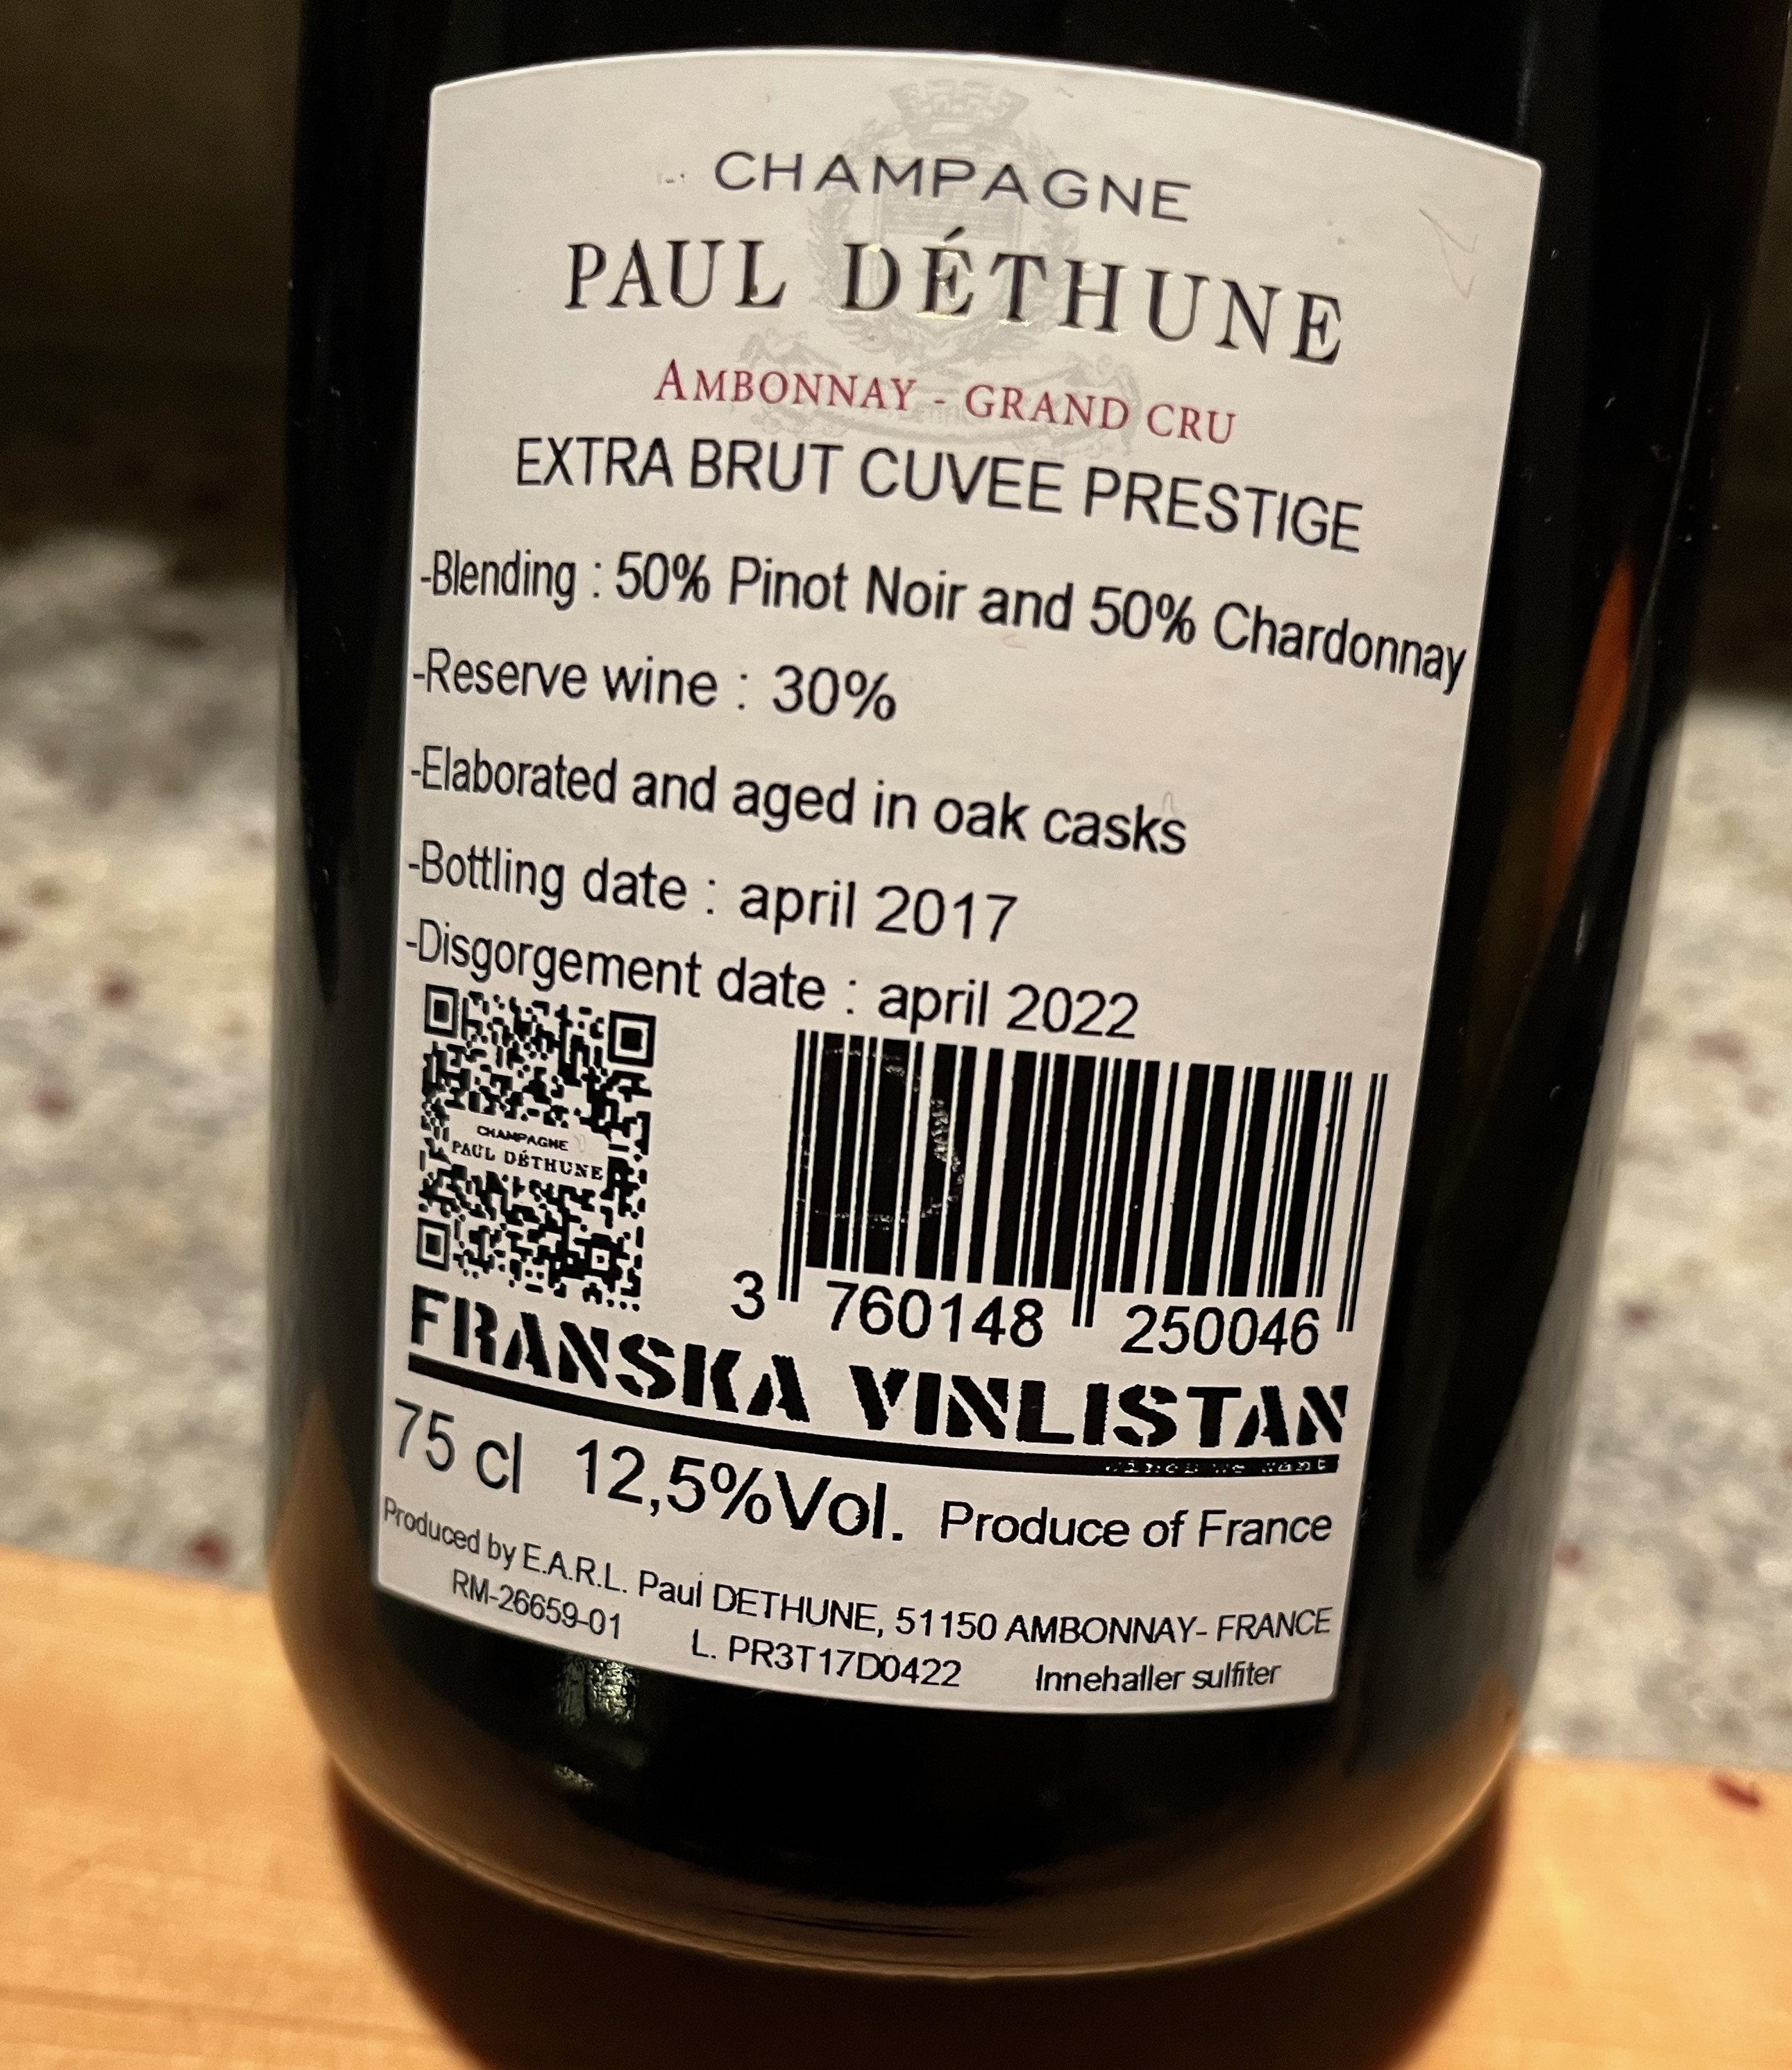 CHAMPAGNE
PAUL DÉTHUNE
AMBONNAY - GRAND CRU
EXTRA BRUT CUVEE PRESTIGE
-Blending : 50% Pinot Noir and 50% Chardonnay
-Reserve wine : 30%
-Elaborated and aged in oak casks
-Bottling date : april 2017
-Disgorgement date : april 2022
CHAMPAGNE
PAUL DÉTHUNE
3 760148 250046
FRANSKA VINLISTAN
75 cl 12,5%Vol. Produce of France
Produced by E.A.R.L. Paul DETHUNE, 51150 AMBONNAY- FRANCE
RM-26659-01 L. PR3T17D0422 Innehaller sulfiter